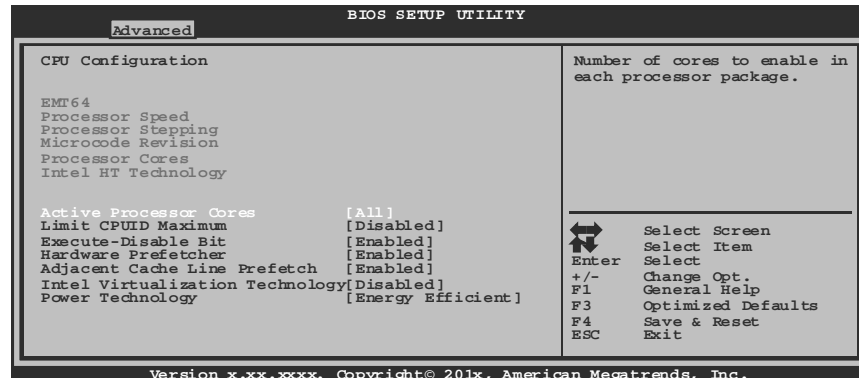 BIOS SETUP UTILITY
Advanced
CPU Configuration
EMT64
Processor Speed
Processor Stepping
Microcode Revision
Processor Cores
Intel HT Technology
Active Processor Cores [All]
Limit CPUID Maximum [Disabled]
Execute-Disable Bit [Enabled]
Hardware Prefetcher [Enabled]
Adjacent Cache Line Prefetch [Enabled]
Intel Virtualization Technology[Disabled]
Power Technology [Energy Efficient]
Number of cores to enable in
each processor package.
Select Screen
Select Item
Enter Select
+/- Change Opt.
F1 General Help
F3 Optimized Defaults
F4 Save & Reset
ESC Exit
Version x.xx.xxxx. Copyright© 201x, American Megatrends, Inc.